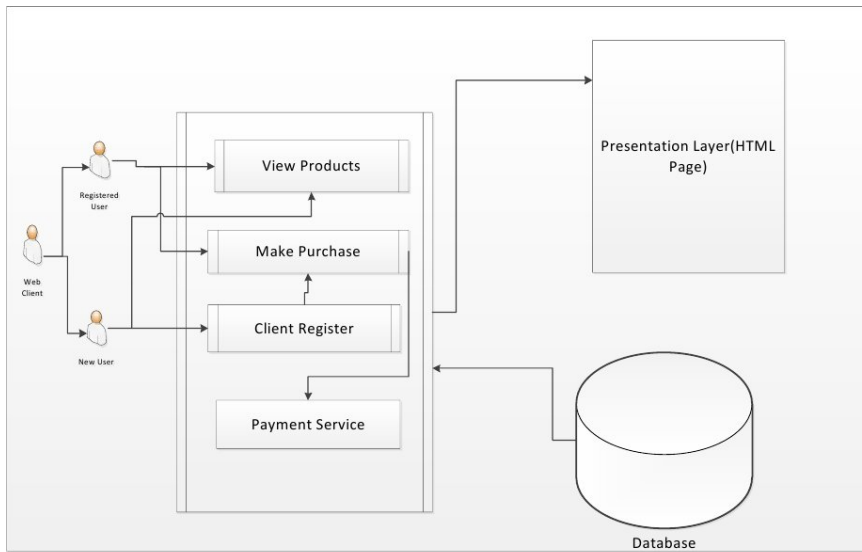 Presentation Layer(HTML
Page)
View Products
Registered
User
Make Purchase
Web
Client
Client Register
New User
Payment Service
Database